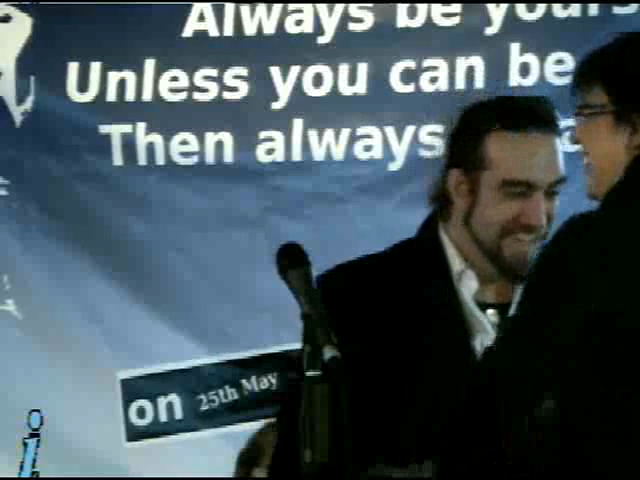 Always be yours
Unless you can be
Then always
on 25th May
i